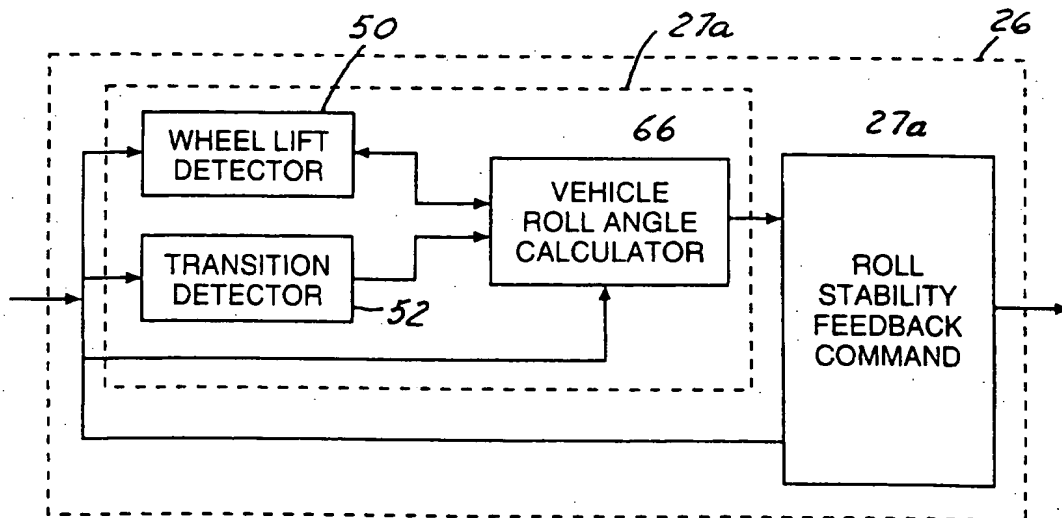 50
27a
26
WHEEL LIFT
DETECTOR
66
27a
VEHICLE
ROLL ANGLE
CALCULATOR
TRANSITION
DETECTOR
52
ROLL
STABILITY
FEEDBACK
COMMAND